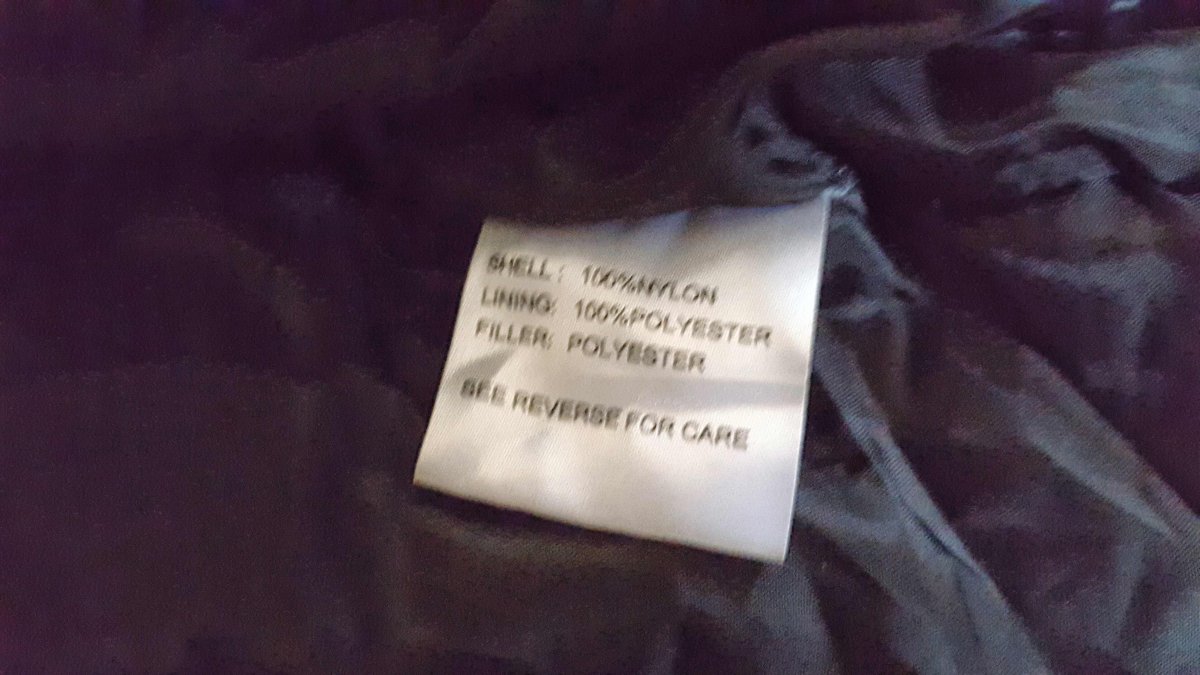 SHELL: 100%NYLON
LINING: 100%POLYESTER
FILLER: POLYESTER
SEE REVERSE FOR CARE